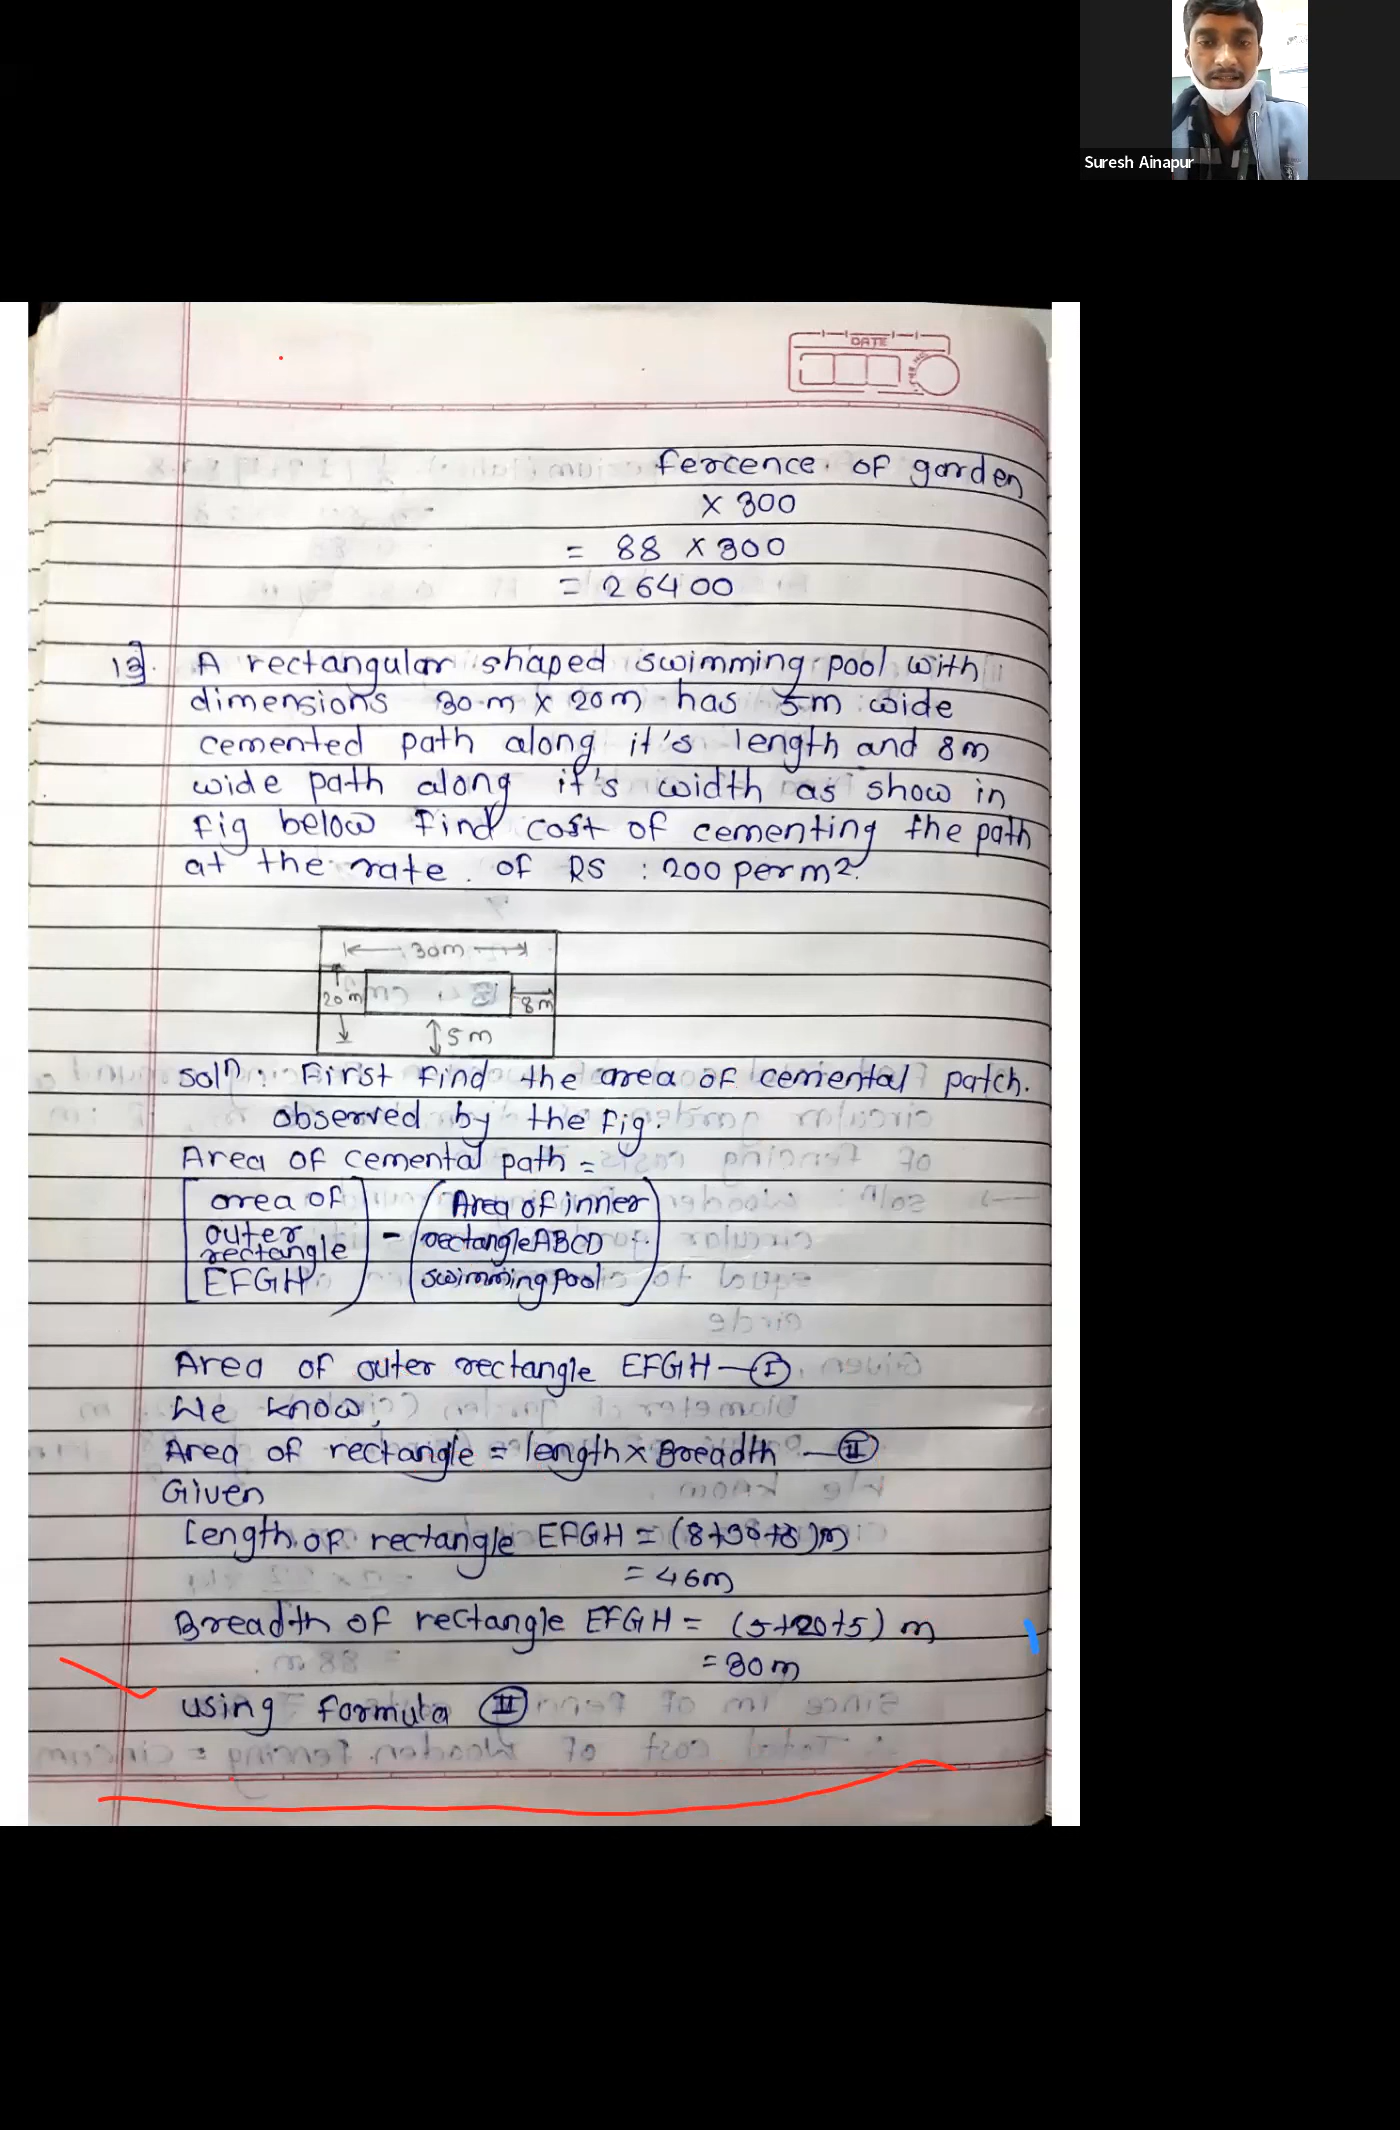 Suresh Ainapur
DATE
fercence of garden
x 300
= 88 x 300
= 26400
13]. A rectangular shaped swimming pool with
dimensions 30 m x 20m has 5m wide
cemented path along it's length and 8m
wide path along it's width as show in
fig below find cost of cementing the path
at the rate of RS : 200 per m².
30m
20 m
8 m
5 m
solⁿ: First find the area of cemental patch.
observed by the fig.
Area of cemental path =
[area of outer rectangle EFGH] - (Area of inner rectangle ABCD swimming pool)
Area of outer rectangle EFGH — (I)
We know,
Area of rectangle = length x Breadth — (II)
Given
Length of rectangle EFGH = (8+30+8)m
= 46m
Breadth of rectangle EFGH = (5+20+5) m
= 30m
using formula (II)